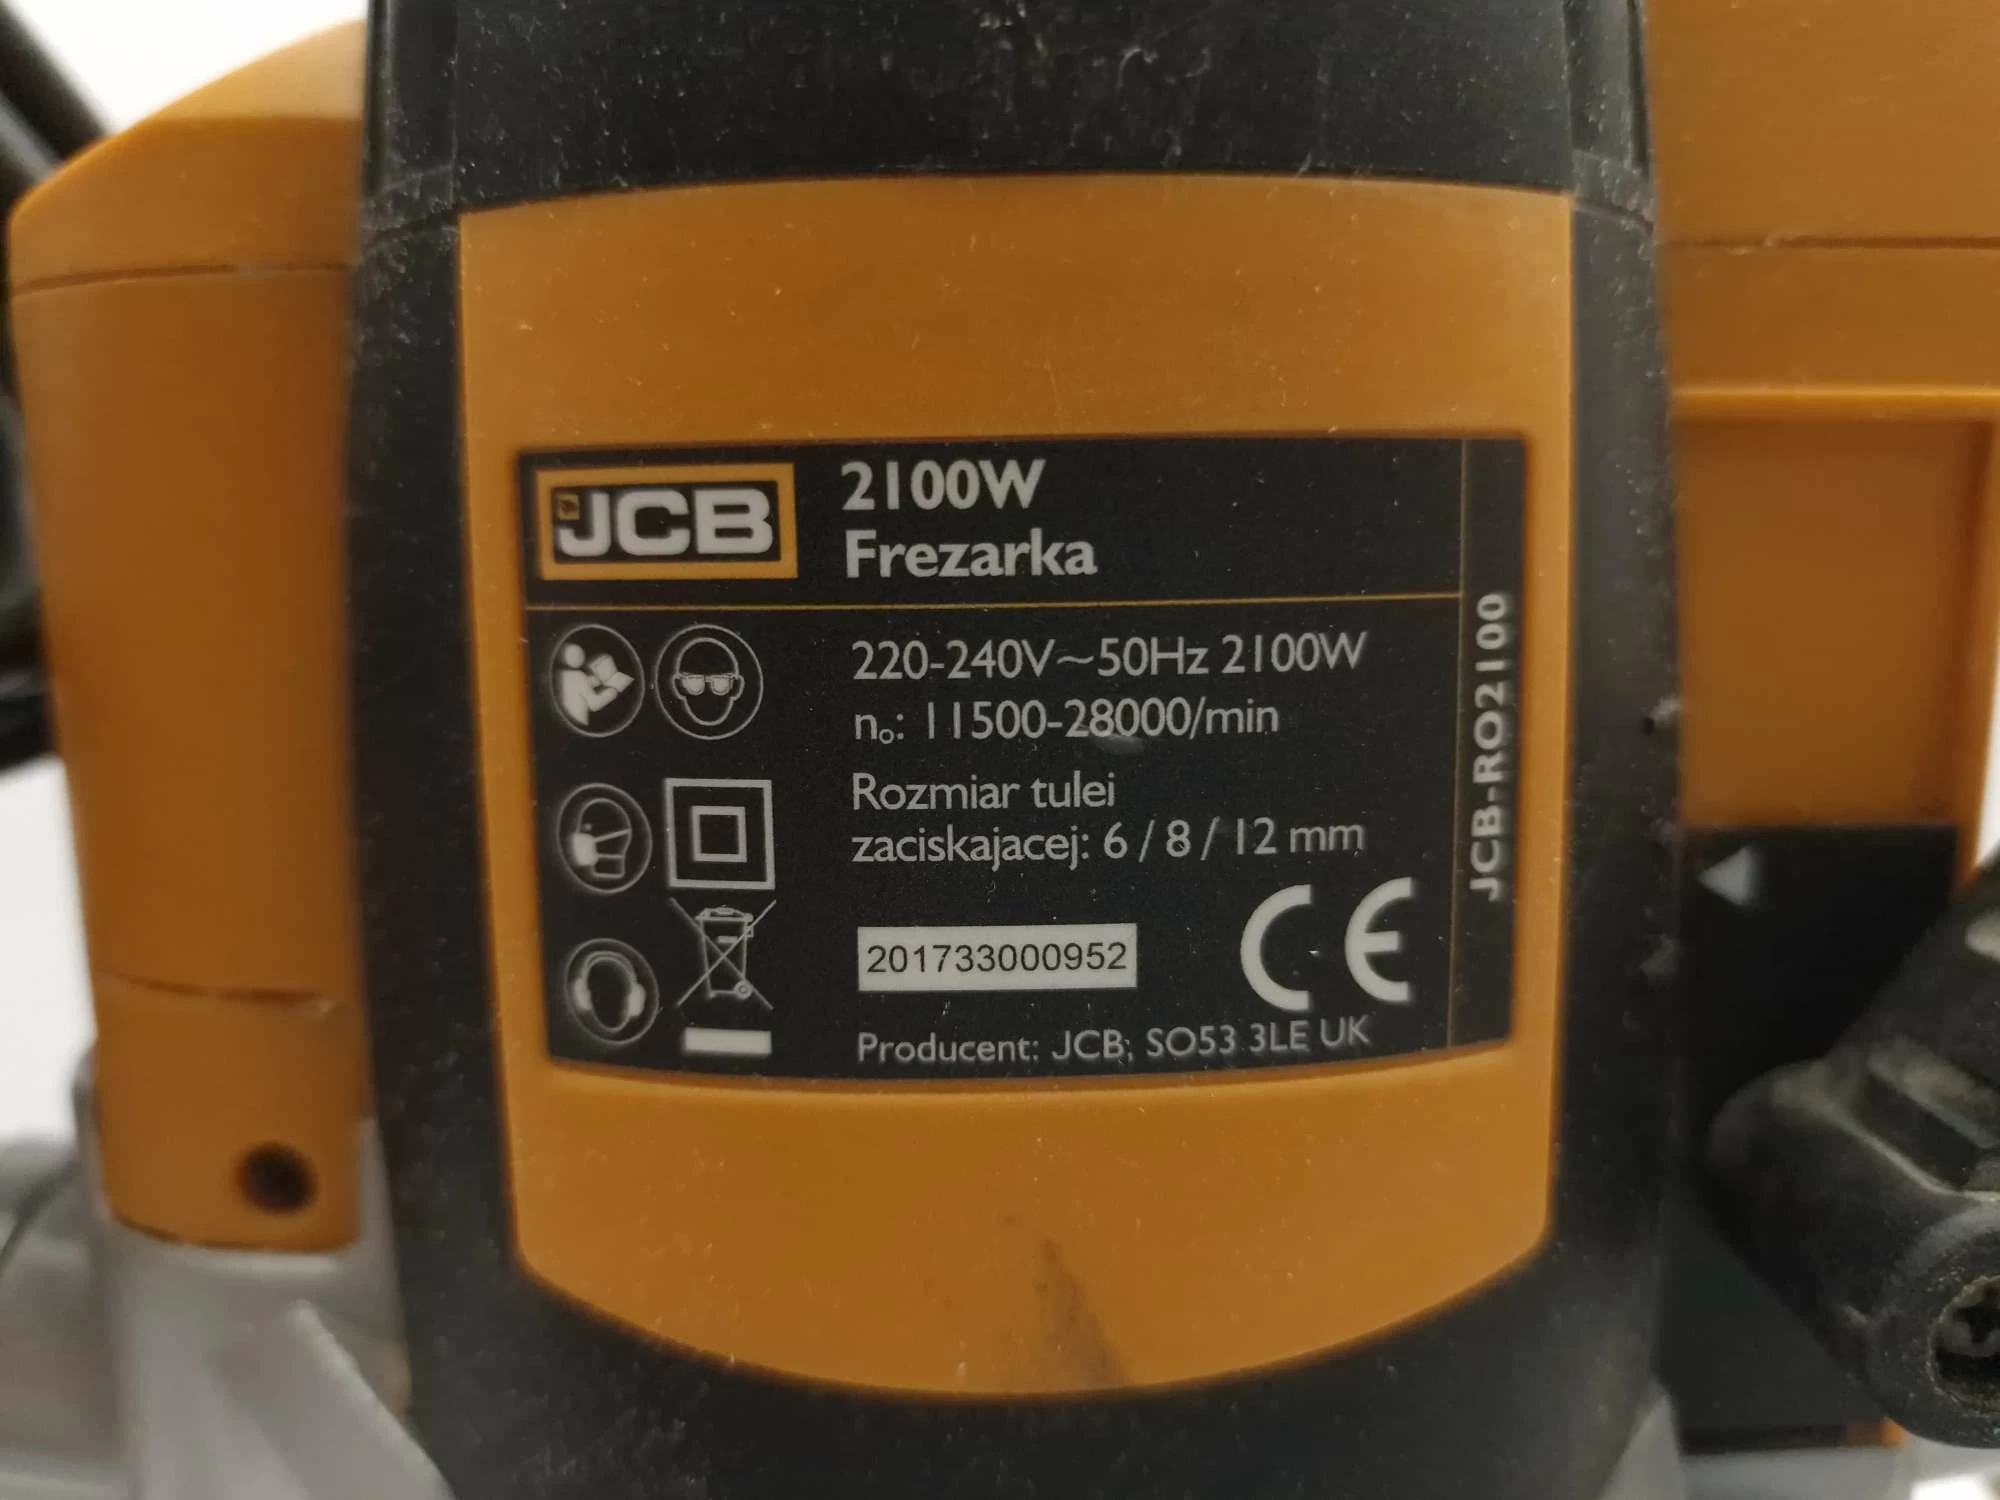 JCB
2100W
Frezarka
220-240V~50Hz 2100W
no: 11500-28000/min
Rozmiar tulei
zaciskajacej: 6 / 8 / 12 mm
201733000952
CE
Producent: JCB; SO53 3LE UK
JCB-RO2100